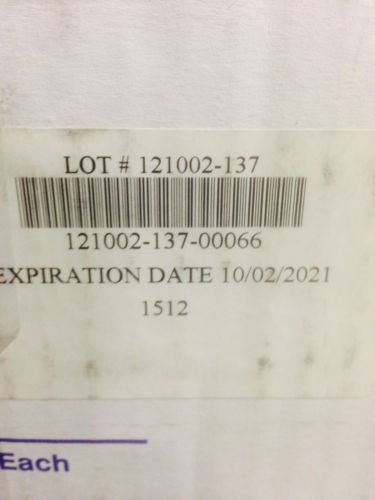 LOT # 121002-137
121002-137-00066
EXPIRATION DATE 10/02/2021
1512
Each